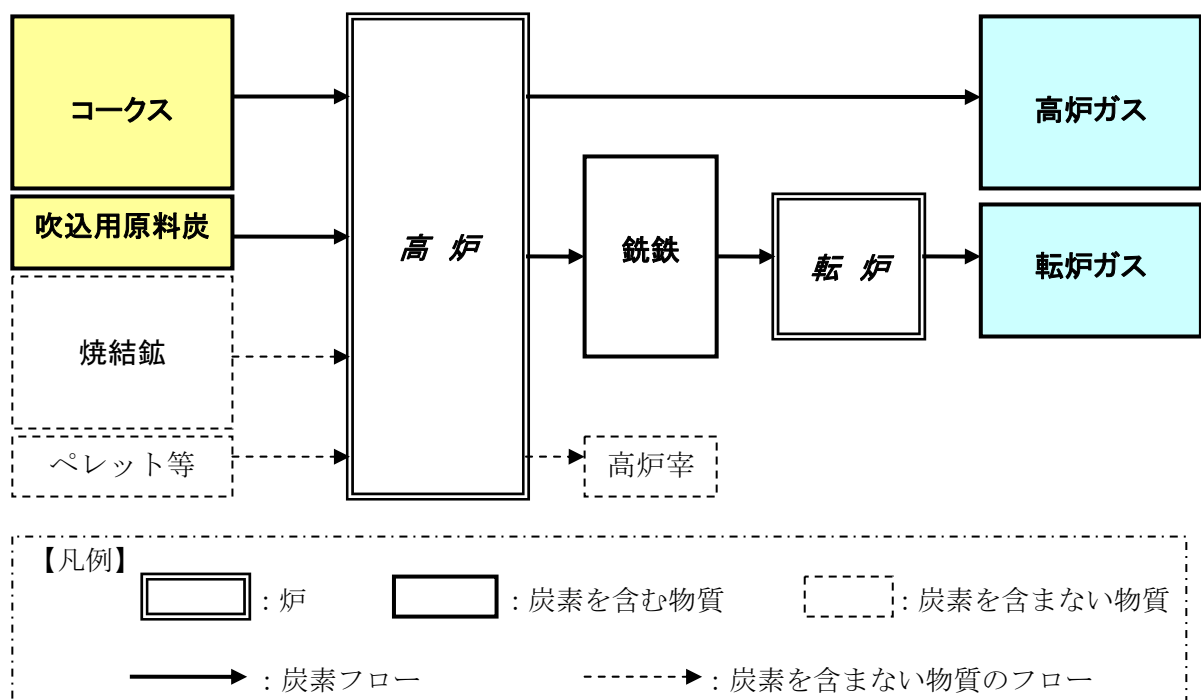 コークス
吹込用原料炭
焼結鉱
ペレット等
高 炉
銑鉄
高炉宰
転 炉
高炉ガス
転炉ガス
【凡例】
：炉
：炭素を含む物質
：炭素を含まない物質
：炭素フロー
：炭素を含まない物質のフロー